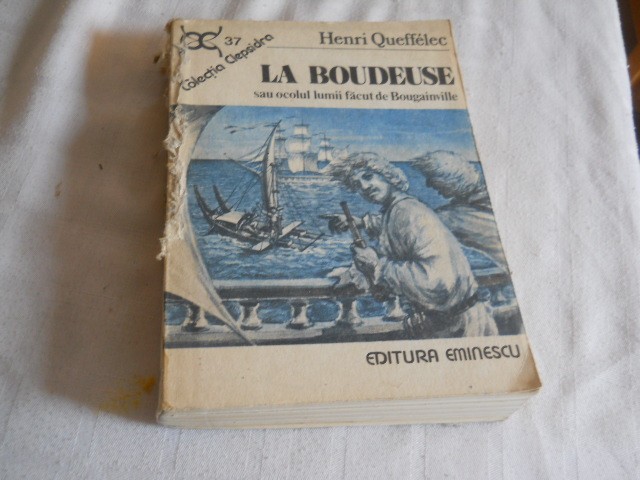 37
Colecția Clepsidra
Henri Queffélec
LA BOUDEUSE
sau ocolul lumii făcut de Bougainville
EDITURA EMINESCU